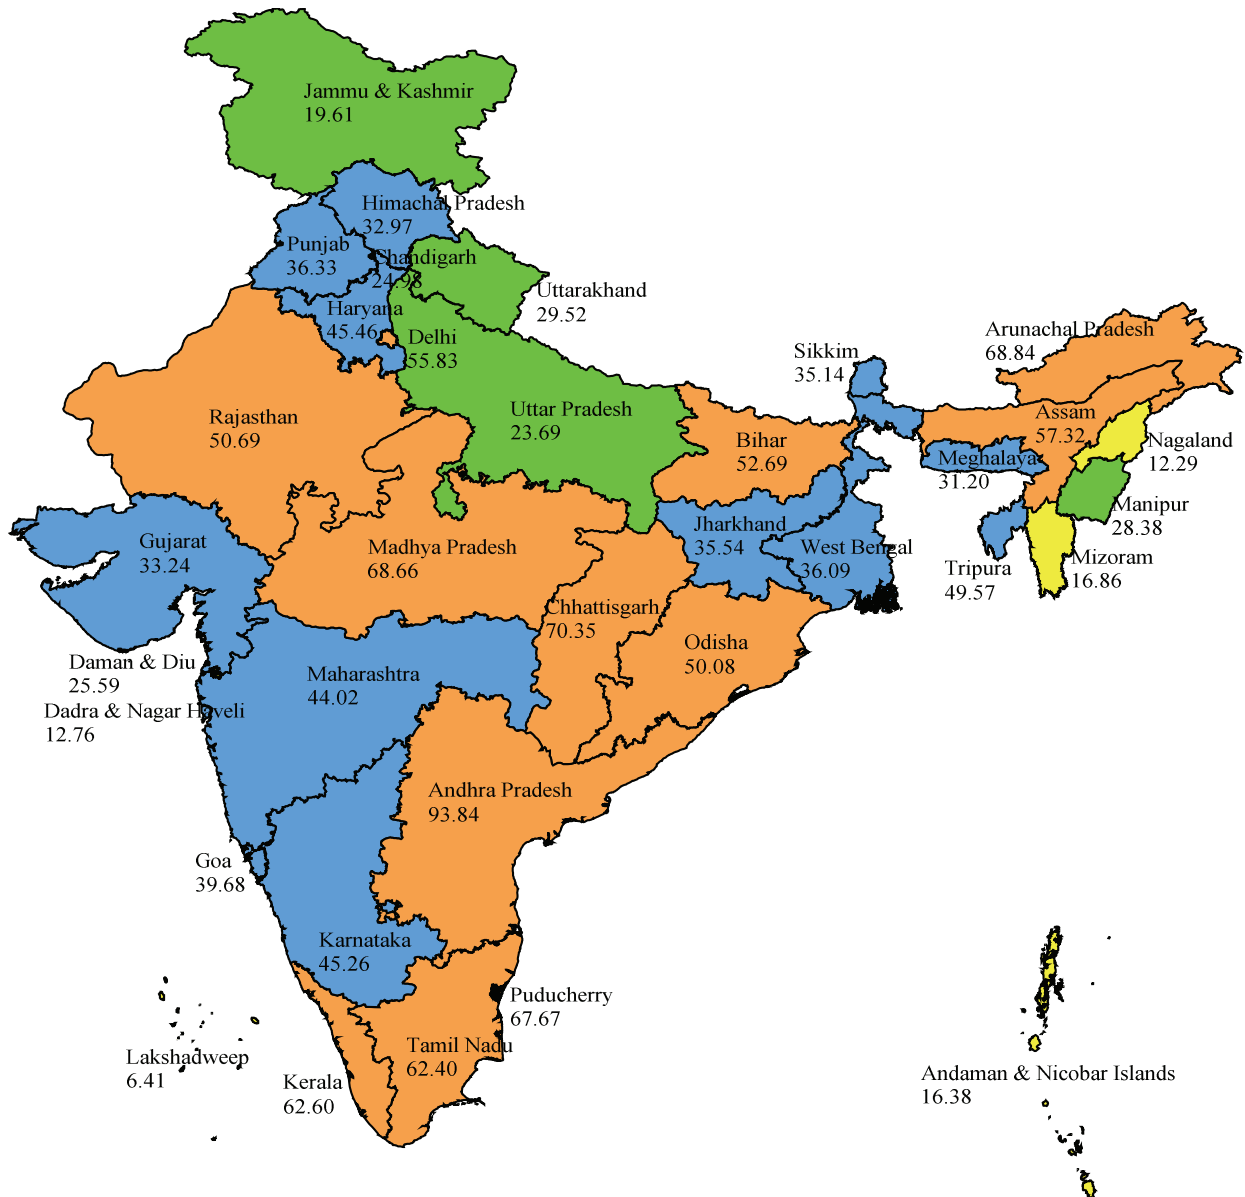 Jammu & Kashmir
19.61
Himachal Pradesh
32.97
Punjab
36.33
Chandigarh
24.98
Uttarakhand
29.52
Haryana
45.46
Delhi
55.83
Arunachal Pradesh
68.84
Sikkim
35.14
Rajasthan
50.69
Uttar Pradesh
23.69
Bihar
52.69
Assam
57.32
Nagaland
12.29
Meghalaya
31.20
Manipur
28.38
Gujarat
33.24
Madhya Pradesh
68.66
Jharkhand
35.54
West Bengal
36.09
Tripura
49.57
Mizoram
16.86
Chhattisgarh
70.35
Odisha
50.08
Daman & Diu
25.59
Maharashtra
44.02
Dadra & Nagar Haveli
12.76
Andhra Pradesh
93.84
Goa
39.68
Karnataka
45.26
Puducherry
67.67
Lakshadweep
6.41
Tamil Nadu
62.40
Kerala
62.60
Andaman & Nicobar Islands
16.38